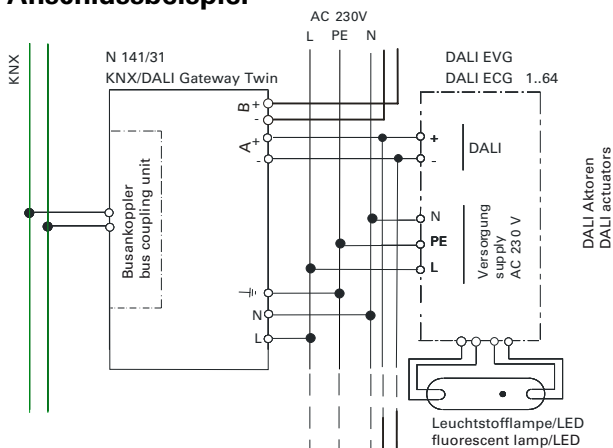 Anschlussbeispiel
AC 230V
L PE N
KNX
N 141/31
KNX/DALI Gateway Twin
DALI EVG
DALI ECG 1..64
B + -
A + -
+
-
DALI
Busankoppler
bus coupling unit
N
PE
L
Versorgung
supply
AC 230 V
DALI Aktoren
DALI actuators
N
L
Leuchtstofflampe/LED
fluorescent lamp/LED